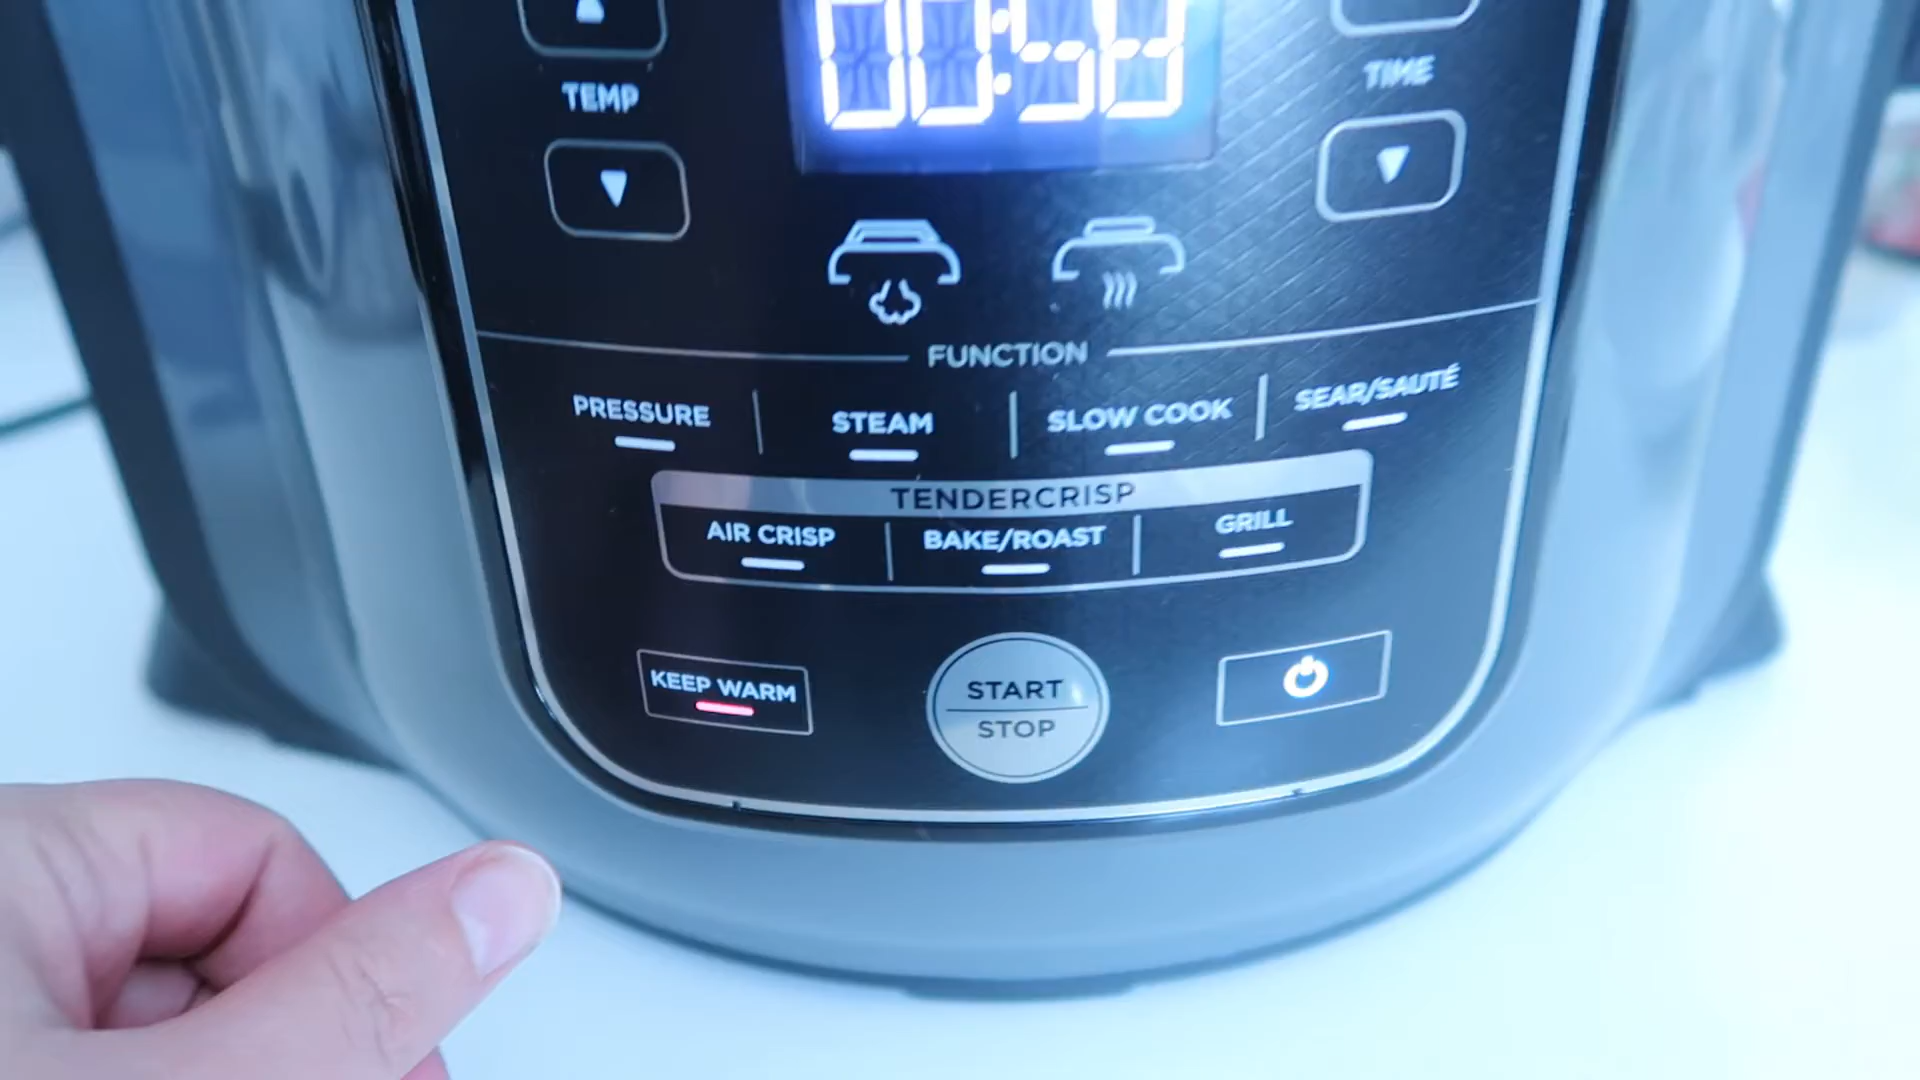 TEMP
TIME
FUNCTION
PRESSURE
STEAM
SLOW COOK
SEAR/SAUTÉ
TENDERCRISP
AIR CRISP
BAKE/ROAST
GRILL
KEEP WARM
START
STOP